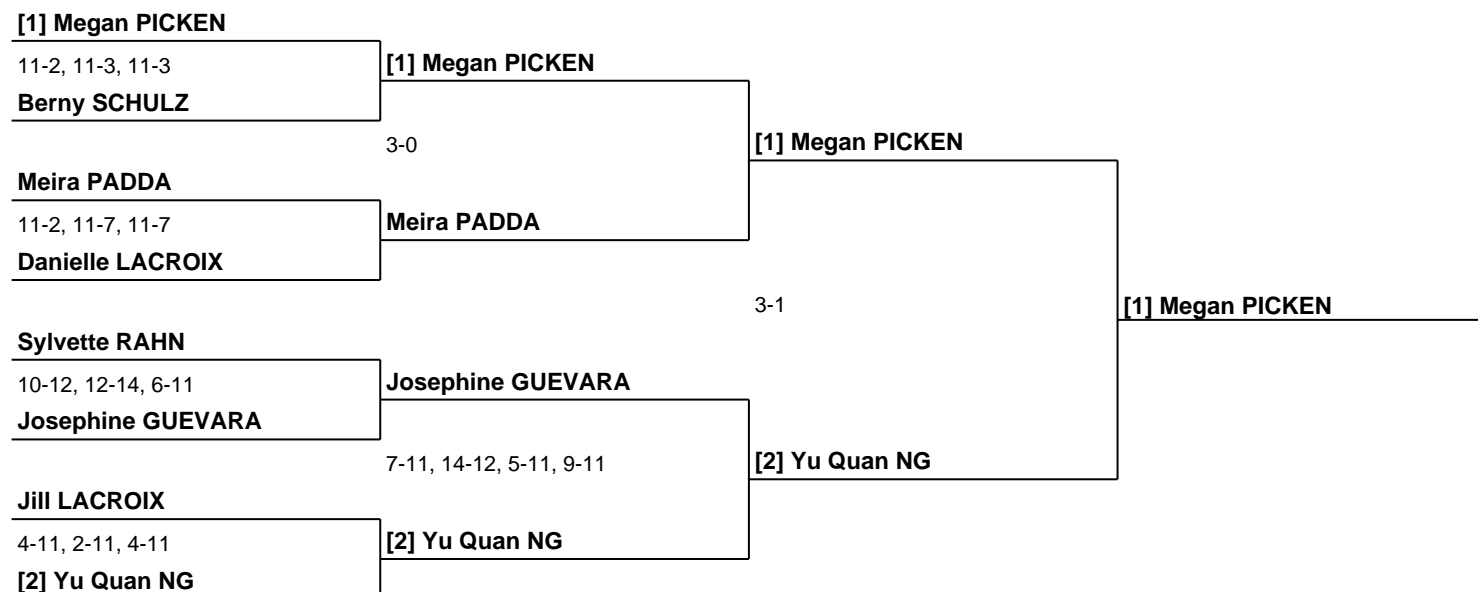 [1] Megan PICKEN
11-2, 11-3, 11-3
Berny SCHULZ
[1] Megan PICKEN
3-0
Meira PADDA
11-2, 11-7, 11-7
Danielle LACROIX
Meira PADDA
[1] Megan PICKEN
3-1
[1] Megan PICKEN
Sylvette RAHN
10-12, 12-14, 6-11
Josephine GUEVARA
Josephine GUEVARA
7-11, 14-12, 5-11, 9-11
[2] Yu Quan NG
Jill LACROIX
4-11, 2-11, 4-11
[2] Yu Quan NG
[2] Yu Quan NG